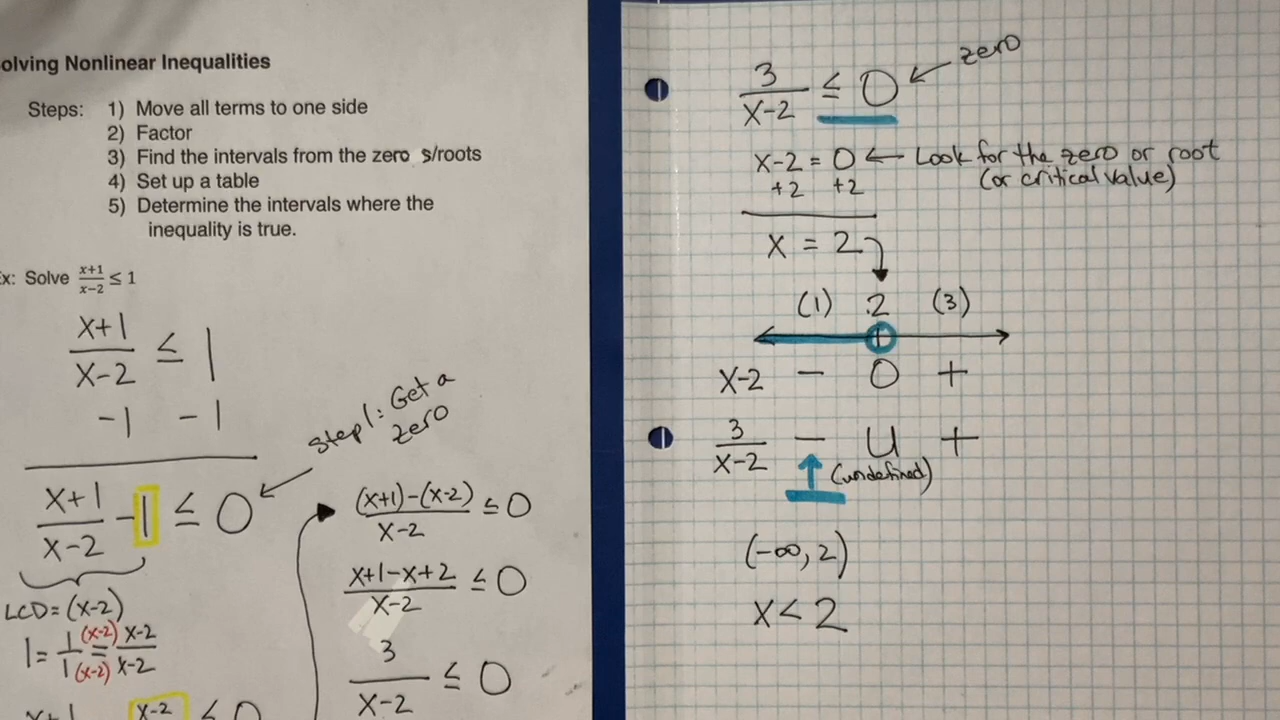 olving Nonlinear Inequalities
Steps: 1) Move all terms to one side
2) Factor
3) Find the intervals from the zero s/roots
4) Set up a table
5) Determine the intervals where the
inequality is true.
x: Solve x+1/x−2 ≤ 1
x+1/x-2 ≤ 1
-1 -1
Step 1: Get a
zero
x+1/x-2 -1 ≤ 0
LCD = (x-2)
1 = 1/1 (x-2)/(x-2) = x-2/x-2
x+1 x-2 ≤ 0
(x+1)-(x-2)/x-2 ≤ 0
x+1-x+2/x-2 ≤ 0
3/x-2 ≤ 0
3/x-2 ≤ 0 ← zero
x-2 = 0 ← Look for the zero or root
(or critical value)
+2 +2
x = 2
(1) 2 (3)
x-2 - 0 +
3/x-2 - U +
(undefined)
(-∞, 2)
x < 2